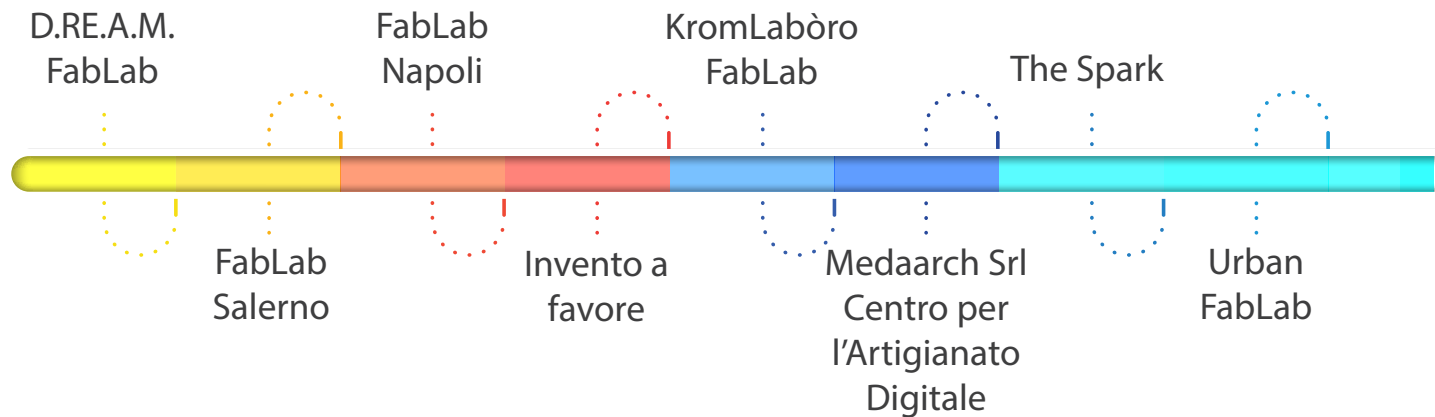 D.RE.A.M.
FabLab
FabLab
Salerno
FabLab
Napoli
Invento a
favore
KromLabòro
FabLab
Medaarch Srl
Centro per
l'Artigianato
Digitale
The Spark
Urban
FabLab